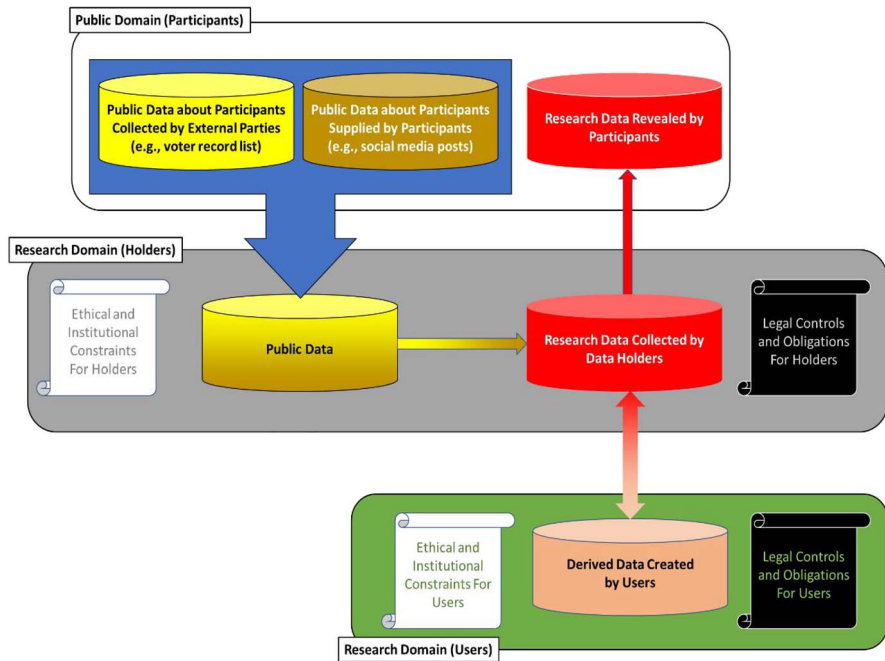 Public Domain (Participants)
Public Data about Participants
Collected by External Parties
(e.g., voter record list)
Public Data about Participants
Supplied by Participants
(e.g., social media posts)
Research Data Revealed by
Participants
Research Domain (Holders)
Ethical and
Institutional
Constraints
For Holders
Public Data
Research Data Collected by
Data Holders
Legal Controls
and Obligations
For Holders
Ethical and
Institutional
Constraints For
Users
Derived Data Created
by Users
Legal Controls
and Obligations
For Users
Research Domain (Users)